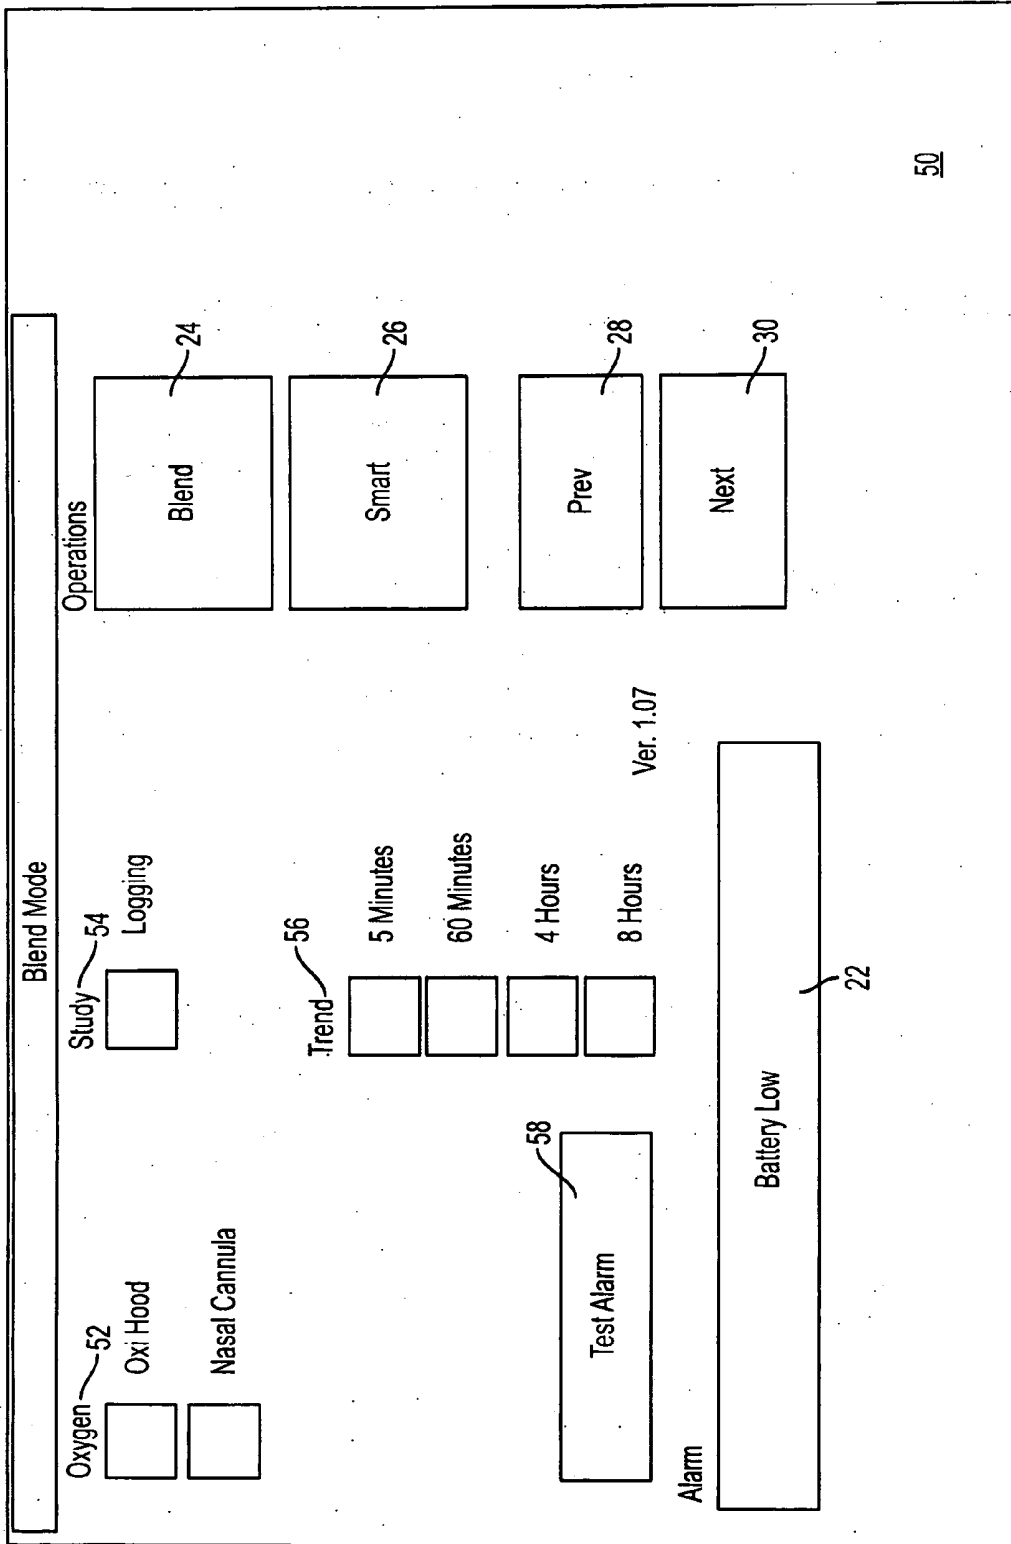 Blend Mode
Oxygen 52
Oxi Hood
Nasal Cannula
Study 54
Logging
Trend 56
5 Minutes
60 Minutes
4 Hours
8 Hours
Test Alarm
58
Ver. 1.07
Alarm
Battery Low
22
Operations
Blend
24
Smart
26
Prev
28
Next
30
50